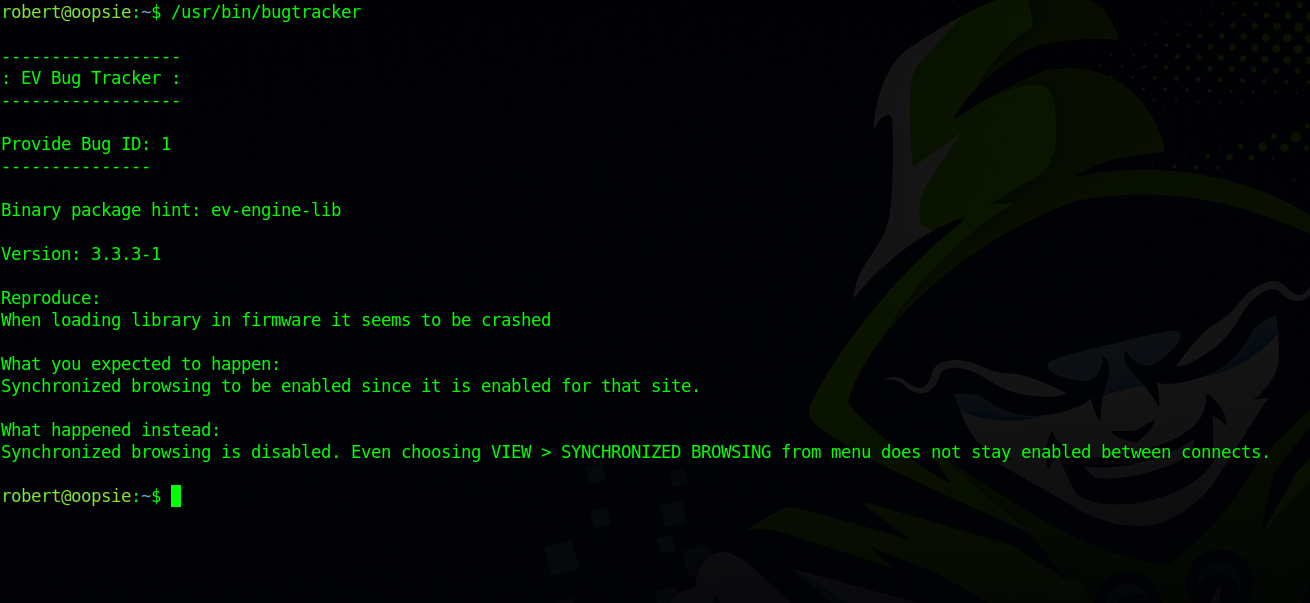 robert@oopsie:~$ /usr/bin/bugtracker
------------------
: EV Bug Tracker :
------------------
Provide Bug ID: 1
---------------
Binary package hint: ev-engine-lib
Version: 3.3.3-1
Reproduce:
When loading library in firmware it seems to be crashed
What you expected to happen:
Synchronized browsing to be enabled since it is enabled for that site.
What happened instead:
Synchronized browsing is disabled. Even choosing VIEW > SYNCHRONIZED BROWSING from menu does not stay enabled between connects.
robert@oopsie:~$